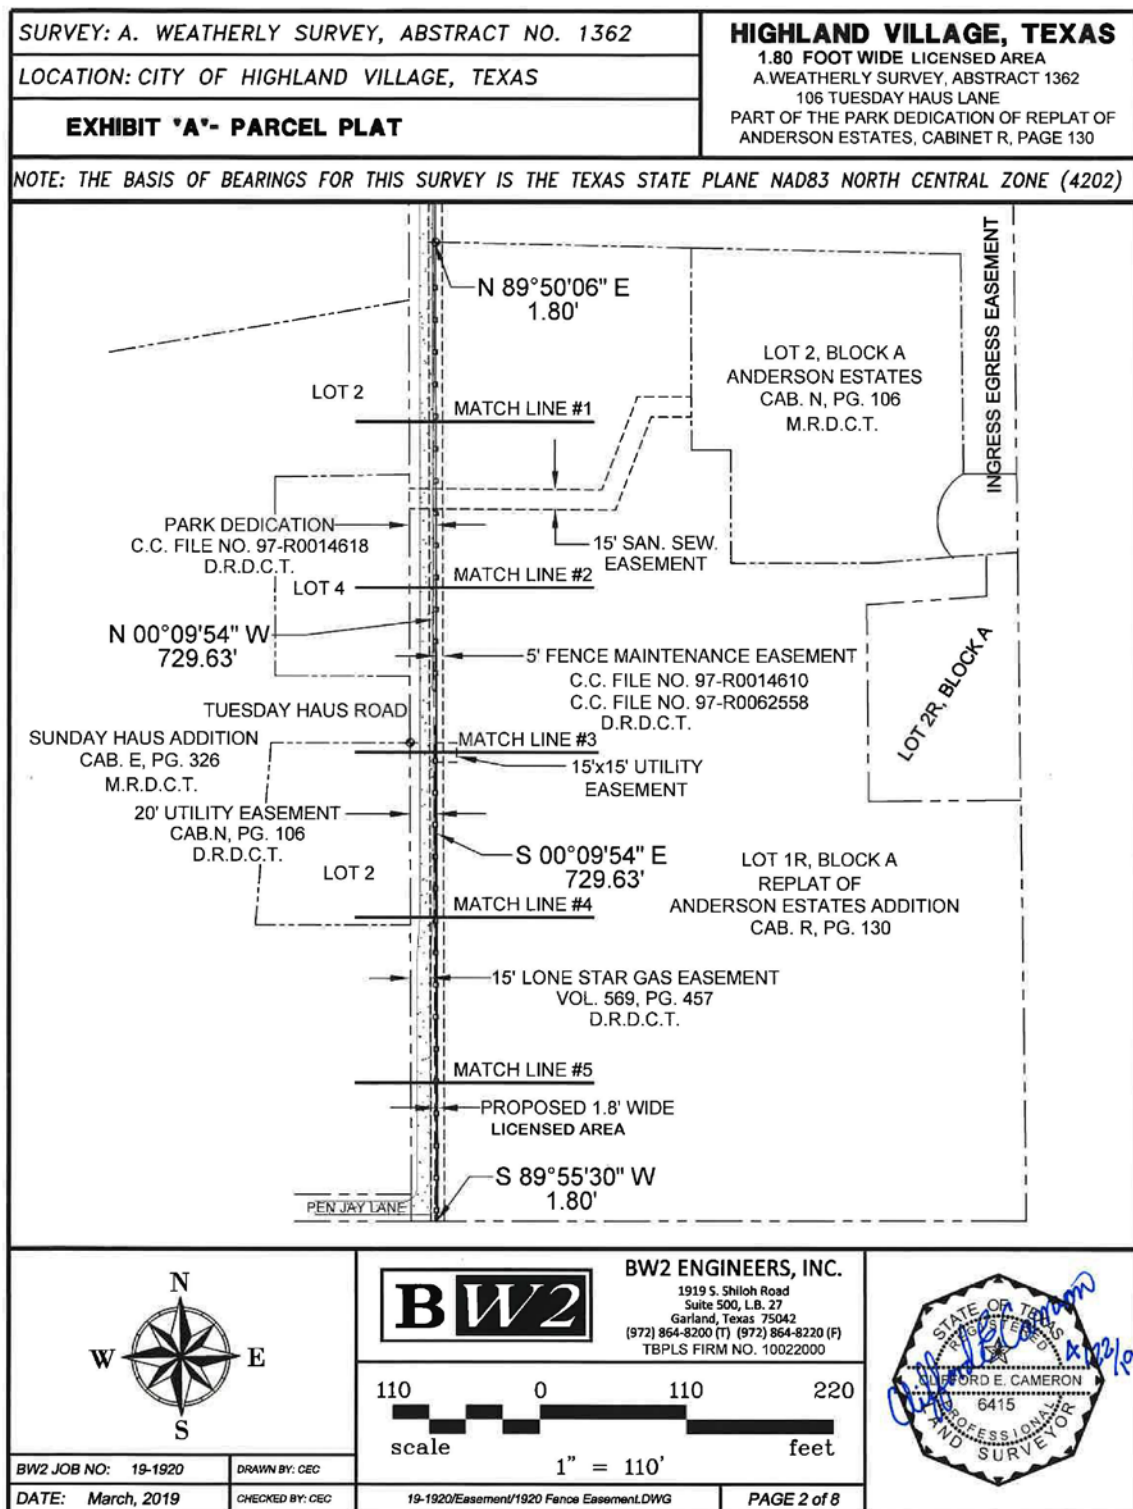 SURVEY: A. WEATHERLY SURVEY, ABSTRACT NO. 1362
LOCATION: CITY OF HIGHLAND VILLAGE, TEXAS
EXHIBIT "A"- PARCEL PLAT
HIGHLAND VILLAGE, TEXAS
1.80 FOOT WIDE LICENSED AREA
A.WEATHERLY SURVEY, ABSTRACT 1362
106 TUESDAY HAUS LANE
PART OF THE PARK DEDICATION OF REPLAT OF
ANDERSON ESTATES, CABINET R, PAGE 130
NOTE: THE BASIS OF BEARINGS FOR THIS SURVEY IS THE TEXAS STATE PLANE NAD83 NORTH CENTRAL ZONE (4202)
N 89°50'06" E
1.80'
INGRESS EGRESS EASEMENT
LOT 2, BLOCK A
ANDERSON ESTATES
CAB. N, PG. 106
M.R.D.C.T.
LOT 2
MATCH LINE #1
PARK DEDICATION
C.C. FILE NO. 97-R0014618
D.R.D.C.T.
15' SAN. SEW.
EASEMENT
LOT 4
MATCH LINE #2
N 00°09'54" W
729.63'
5' FENCE MAINTENANCE EASEMENT
C.C. FILE NO. 97-R0014610
C.C. FILE NO. 97-R0062558
D.R.D.C.T.
LOT 2R, BLOCK A
TUESDAY HAUS ROAD
SUNDAY HAUS ADDITION
CAB. E, PG. 326
M.R.D.C.T.
MATCH LINE #3
15'x15' UTILITY
EASEMENT
20' UTILITY EASEMENT
CAB.N, PG. 106
D.R.D.C.T.
LOT 2
S 00°09'54" E
729.63'
LOT 1R, BLOCK A
REPLAT OF
ANDERSON ESTATES ADDITION
CAB. R, PG. 130
MATCH LINE #4
15' LONE STAR GAS EASEMENT
VOL. 569, PG. 457
D.R.D.C.T.
MATCH LINE #5
PROPOSED 1.8' WIDE
LICENSED AREA
S 89°55'30" W
1.80'
PEN JAY LANE
N
W E
S
BW2
BW2 ENGINEERS, INC.
1919 S. Shiloh Road
Suite 500, L.B. 27
Garland, Texas 75042
(972) 864-8200 (T) (972) 864-8220 (F)
TBPLS FIRM NO. 10022000
110 0 110 220
scale feet
1" = 110'
STATE OF TEXAS
REGISTERED
CLIFFORD E. CAMERON
6415
PROFESSIONAL
LAND SURVEYOR
Clifford E Cameron
BW2 JOB NO: 19-1920
DRAWN BY: CEC
DATE: March, 2019
CHECKED BY: CEC
19-1920/Easement/1920 Fence Easement.DWG
PAGE 2 of 8